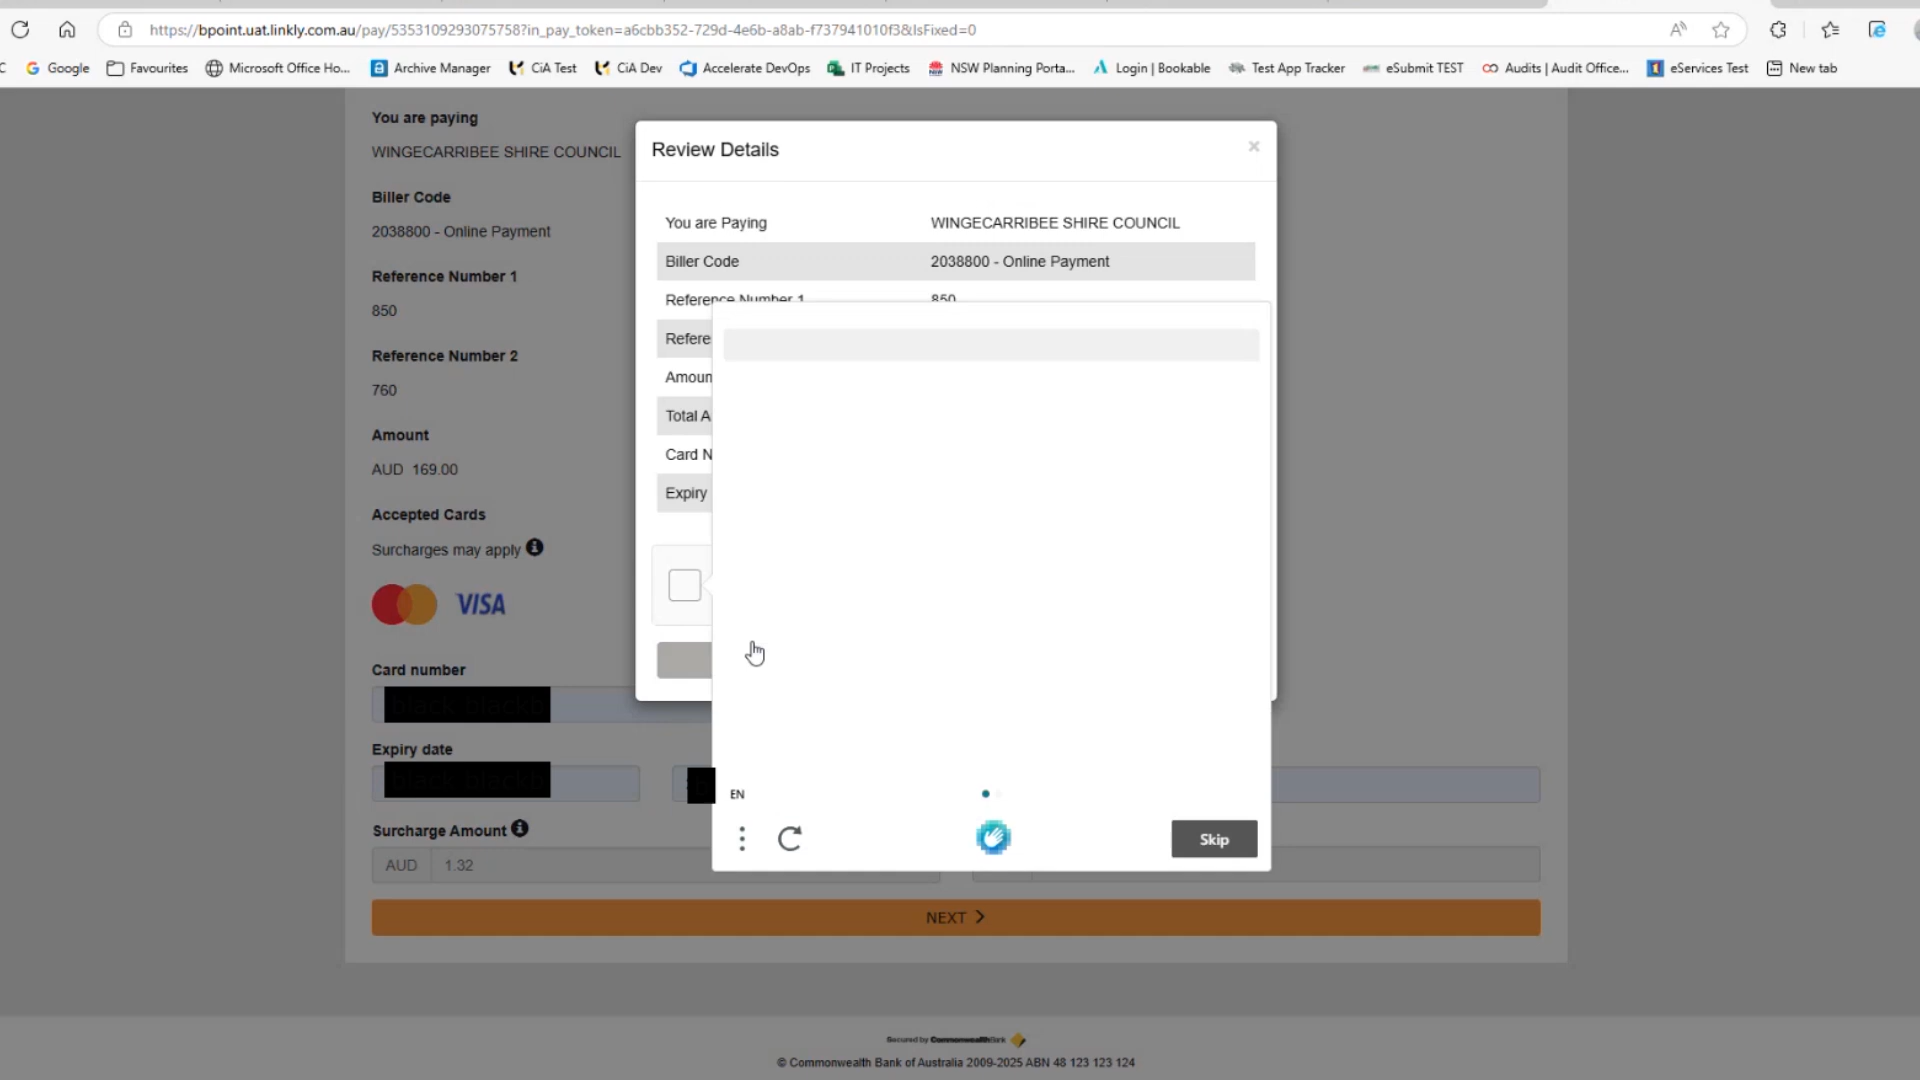 https://bpoint.uat.linkly.com.au/pay/5353109293075758?in_pay_token=a6cbb352-729d-4e6b-a8ab-f737941010f3&IsFixed=0
Google Favourites Microsoft Office Ho... Archive Manager CiA Test CiA Dev Accelerate DevOps IT Projects NSW Planning Porta... Login | Bookable Test App Tracker eSubmit TEST Audits | Audit Office... eServices Test New tab
You are paying
WINGECARRIBEE SHIRE COUNCIL
Biller Code
2038800 - Online Payment
Reference Number 1
850
Reference Number 2
760
Amount
AUD 169.00
Accepted Cards
Surcharges may apply
VISA
Card number
Expiry date
Surcharge Amount
AUD 1.32
NEXT
Review Details
×
You are Paying WINGECARRIBEE SHIRE COUNCIL
Biller Code 2038800 - Online Payment
Reference Number 1 850
Refere
Amoun
Total A
Card N
Expiry
EN
Skip
Secured by CommonwealthBank
© Commonwealth Bank of Australia 2009-2025 ABN 48 123 123 124